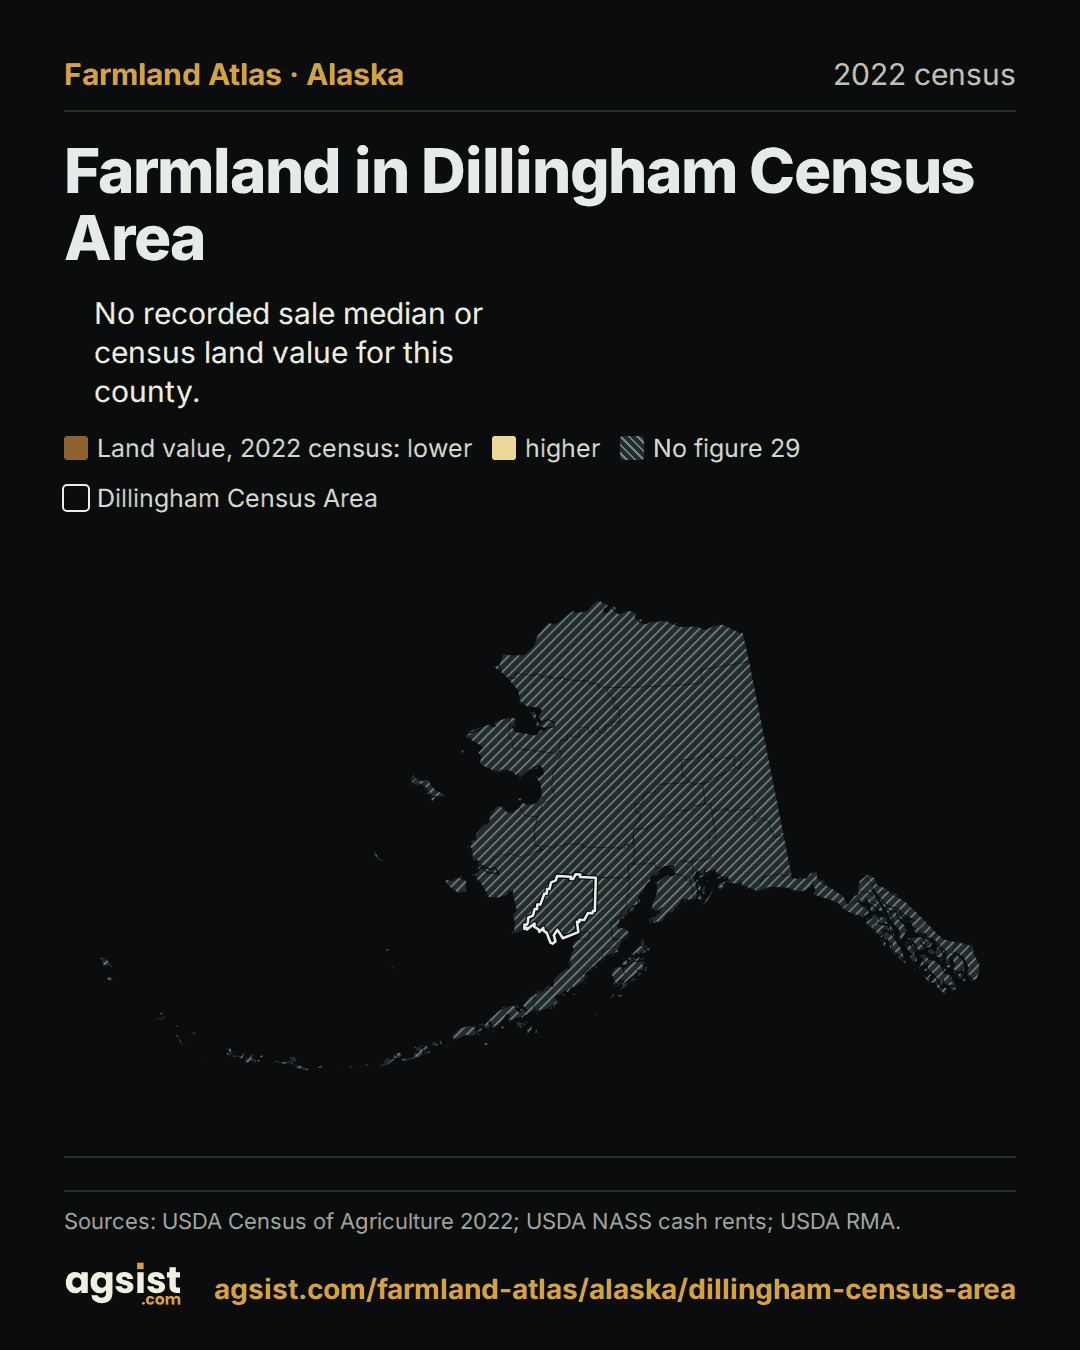 Farmland Atlas · Alaska
2022 census
Farmland in Dillingham Census
Area
No recorded sale median or
census land value for this
county.
Land value, 2022 census: lower
higher
No figure 29
Dillingham Census Area
Sources: USDA Census of Agriculture 2022; USDA NASS cash rents; USDA RMA.
agsist
.com
agsist.com/farmland-atlas/alaska/dillingham-census-area